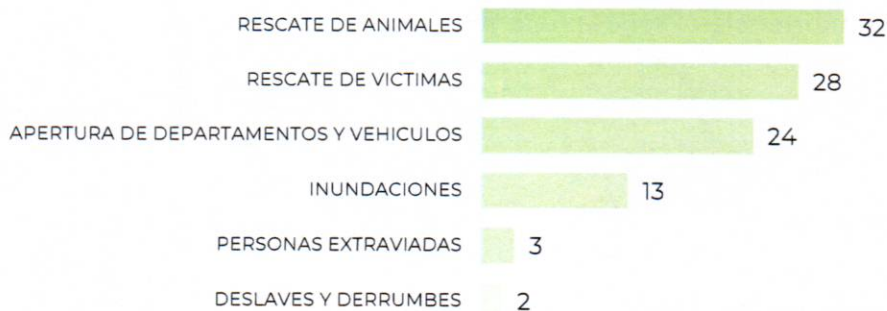 RESCATE DE ANIMALES 32
RESCATE DE VICTIMAS 28
APERTURA DE DEPARTAMENTOS Y VEHICULOS 24
INUNDACIONES 13
PERSONAS EXTRAVIADAS 3
DESLAVES Y DERRUMBES 2